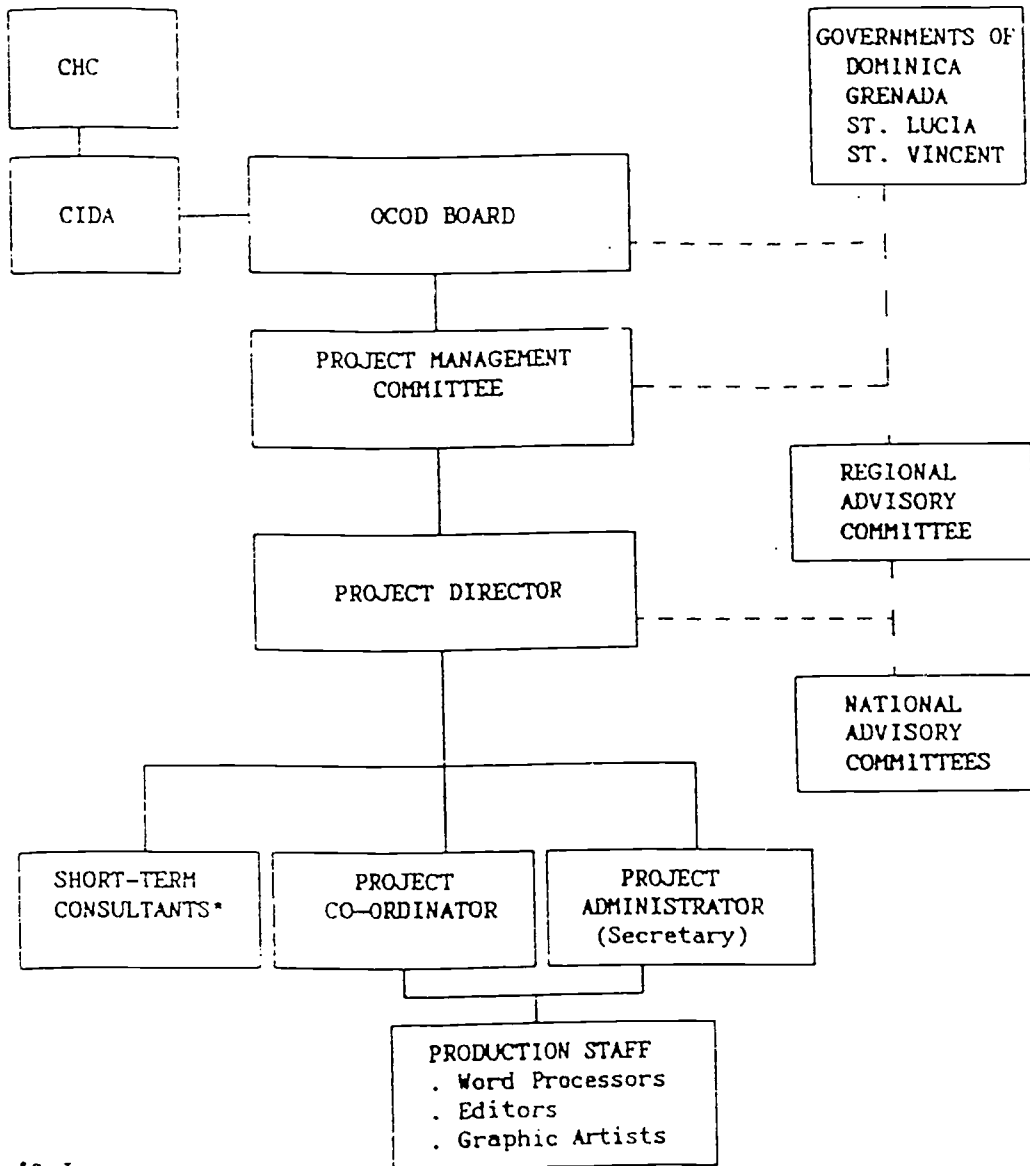 CHC
GOVERNMENTS OF
DOMINICA
GRENADA
ST. LUCIA
ST. VINCENT
CIDA
OCOD BOARD
PROJECT MANAGEMENT
COMMITTEE
REGIONAL
ADVISORY
COMMITTEE
PROJECT DIRECTOR
NATIONAL
ADVISORY
COMMITTEES
SHORT-TERM
CONSULTANTS*
PROJECT
CO-ORDINATOR
PROJECT
ADMINISTRATOR
(Secretary)
PRODUCTION STAFF
. Word Processors
. Editors
. Graphic Artists